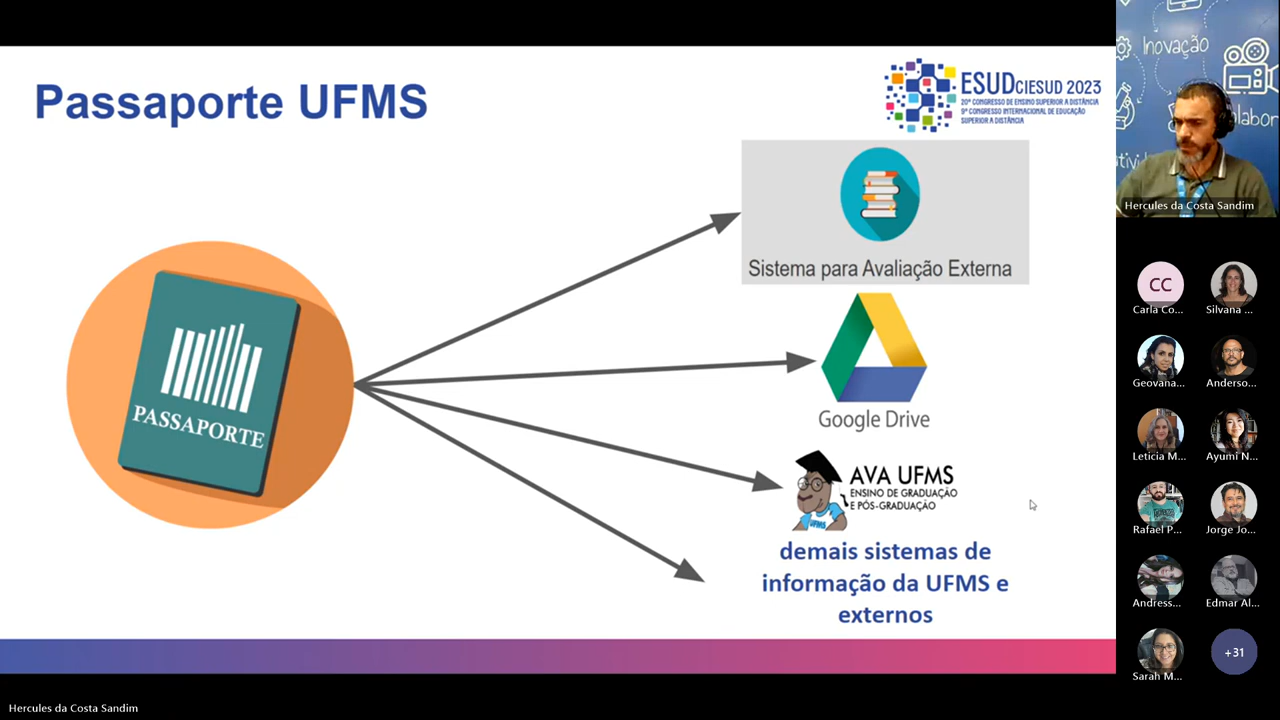 Passaporte UFMS
ESUDCIESUD 2023
20º CONGRESSO DE ENSINO SUPERIOR A DISTÂNCIA
9º CONGRESSO INTERNACIONAL DE EDUCAÇÃO
SUPERIOR A DISTÂNCIA
PASSAPORTE
Sistema para Avaliação Externa
Google Drive
AVA UFMS
ENSINO DE GRADUAÇÃO
E PÓS-GRADUAÇÃO
UFMS
demais sistemas de
informação da UFMS e
externos
Inovação
Hercules da Costa Sandim
CC
Carla Co...
Silvana ...
Geovana...
Anderso...
Leticia M...
Ayumi N...
Rafael P...
Jorge Jo...
Andress...
Edmar Al...
Sarah M...
+31
Hercules da Costa Sandim